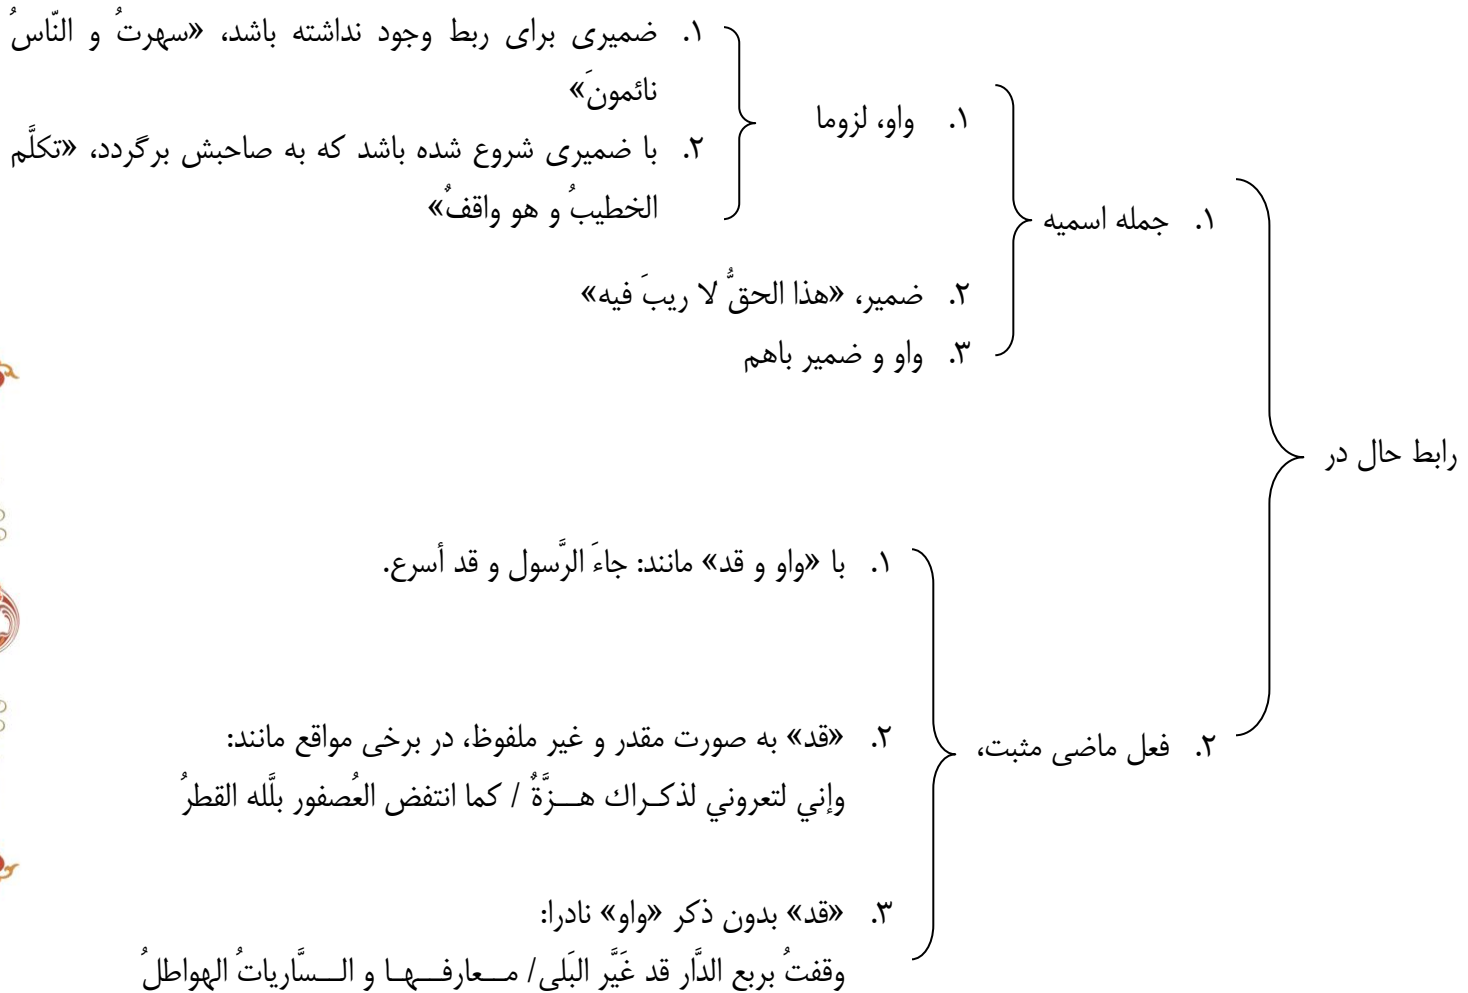 رابط حال در
۱. جمله اسمیه
۱. واو، لزوما
۱. ضمیری برای ربط وجود نداشته باشد، «سهرتُ و النّاسُ
نائمونَ»
۲. با ضمیری شروع شده باشد که به صاحبش برگردد، «تکلَّم
الخطیبُ و هو واقفٌ»
۲. ضمیر، «هذا الحقُّ لا ریبَ فیه»
۳. واو و ضمیر باهم
۲. فعل ماضی مثبت،
۱. با «واو و قد» مانند: جاءَ الرَّسول و قد أسرع.
۲. «قد» به صورت مقدر و غیر ملفوظ، در برخی مواقع مانند:
وإني لتعروني لذكـراك هـــزَّةٌ / كما انتفض العُصفور بلَّله القطرُ
۳. «قد» بدون ذکر «واو» نادرا:
وقفتُ بربع الدَّار قد غَیَّر البَلی/ مـــعارفـــهـا و الـــسَّاریاتُ الهواطلُ